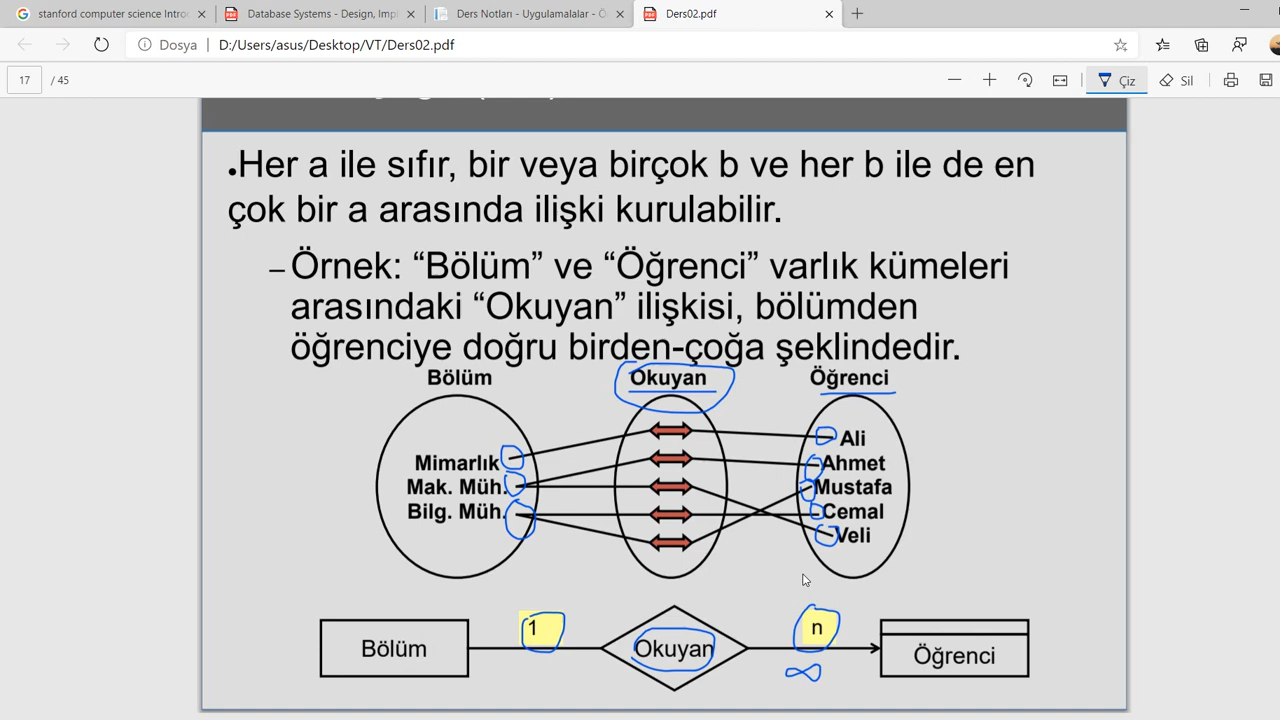 stanford computer science Introu
Database Systems - Design, Impl
Ders Notları - Uygulamalalar - Ö
Ders02.pdf
Dosya D:/Users/asus/Desktop/VT/Ders02.pdf
17 / 45
Çiz
Sil
•Her a ile sıfır, bir veya birçok b ve her b ile de en
çok bir a arasında ilişki kurulabilir.
– Örnek: “Bölüm” ve “Öğrenci” varlık kümeleri
arasındaki “Okuyan” ilişkisi, bölümden
öğrenciye doğru birden-çoğa şeklindedir.
Bölüm Okuyan Öğrenci
Ali
Mimarlık Ahmet
Mak. Müh. Mustafa
Bilg. Müh. Cemal
Veli
1 n
Bölüm Okuyan Öğrenci
∞